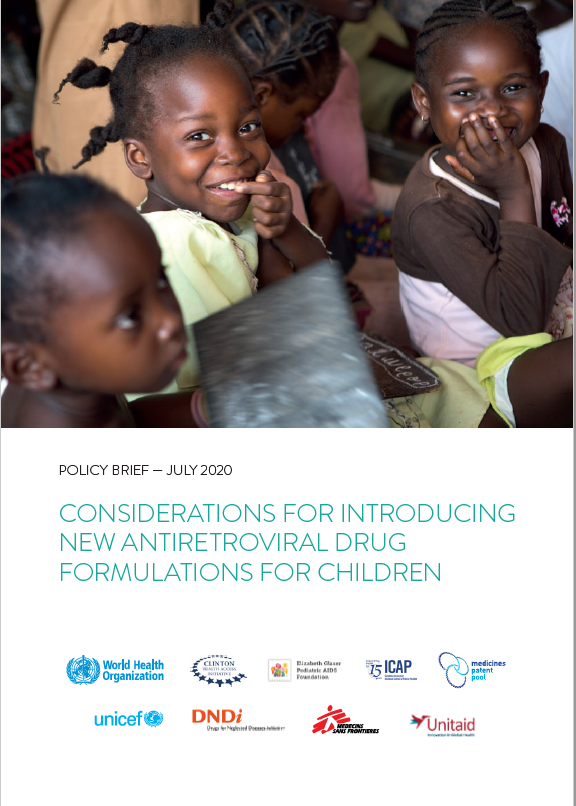 POLICY BRIEF — JULY 2020
CONSIDERATIONS FOR INTRODUCING
NEW ANTIRETROVIRAL DRUG
FORMULATIONS FOR CHILDREN
World Health
Organization
CLINTON
HEALTH ACCESS
INITIATIVE
Elizabeth Glaser
Pediatric AIDS
Foundation
15
ICAP
medicines
patent
pool
unicef
DNDi
Drugs for Neglected Diseases initiative
MEDECINS
SANS FRONTIERES
Unitaid
Innovation in Global Health